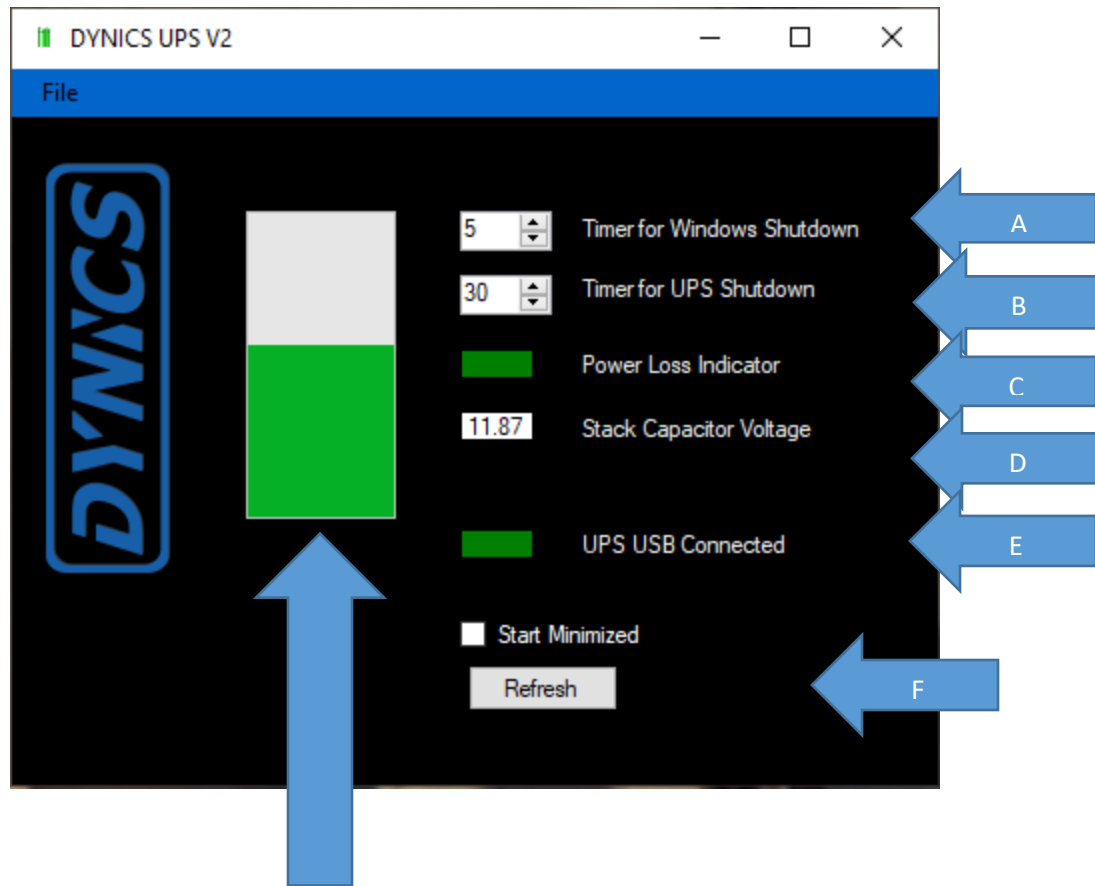 DYNICS UPS V2
File
DYNICS
5 Timer for Windows Shutdown A
30 Timer for UPS Shutdown B
Power Loss Indicator C
11.87 Stack Capacitor Voltage D
UPS USB Connected E
Start Minimized
Refresh F